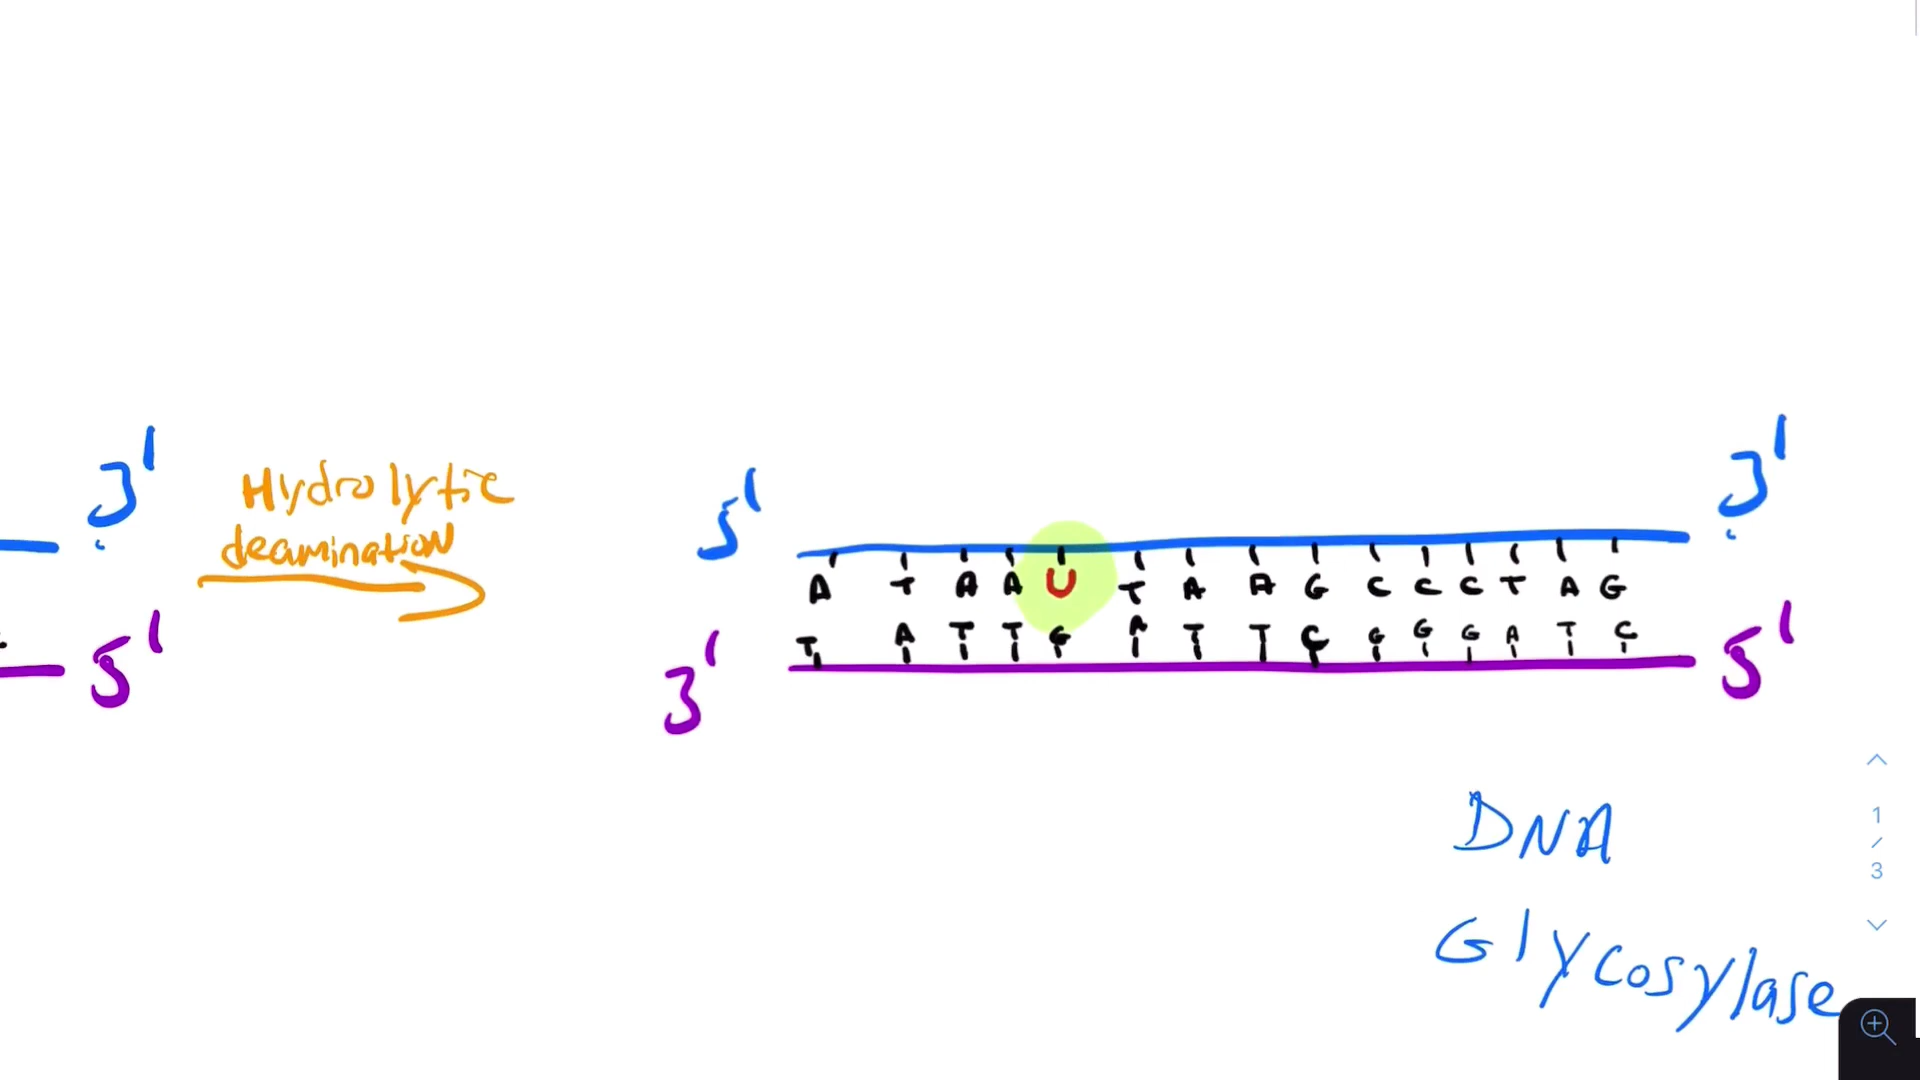 3'
Hydrolytic
deamination
5'
5'
3'
A T A A U T A A G C C C T A G
T A T T G A T T C G G G A T C
3'
5'
DNA
Glycosylase
1
/
3